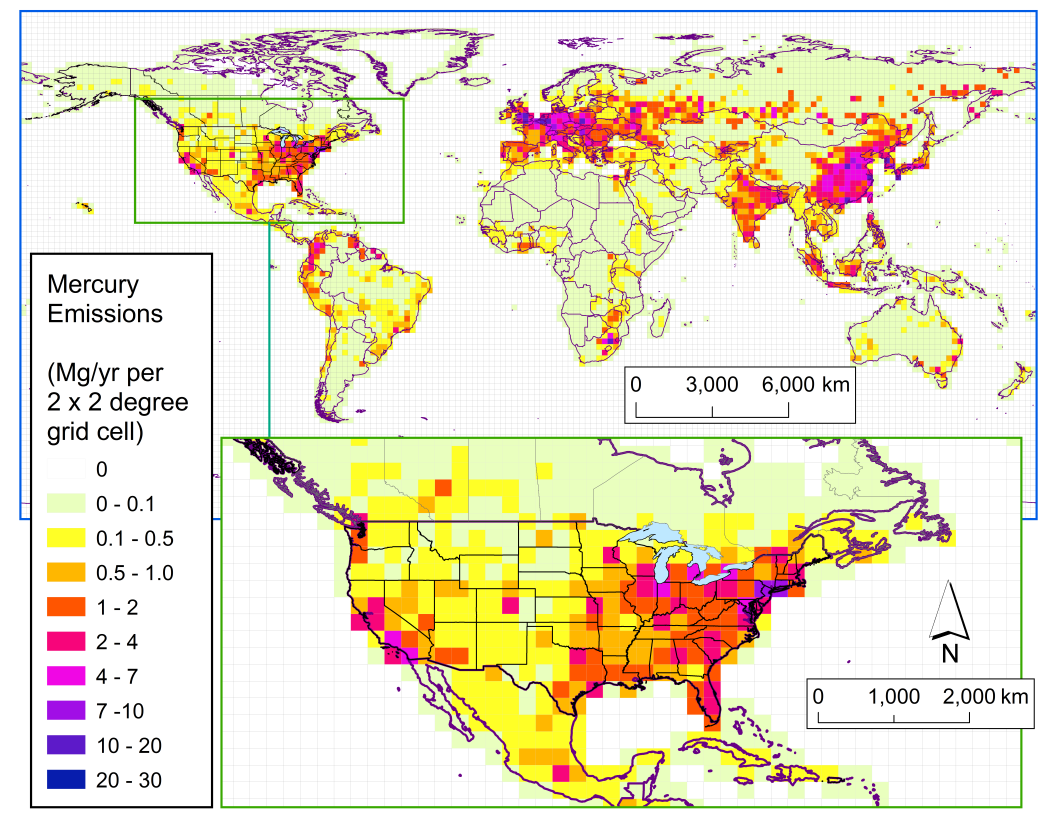 Mercury
Emissions
(Mg/yr per
2 x 2 degree
grid cell)
0
0 - 0.1
0.1 - 0.5
0.5 - 1.0
1 - 2
2 - 4
4 - 7
7 -10
10 - 20
20 - 30
0 3,000 6,000 km
N
0 1,000 2,000 km